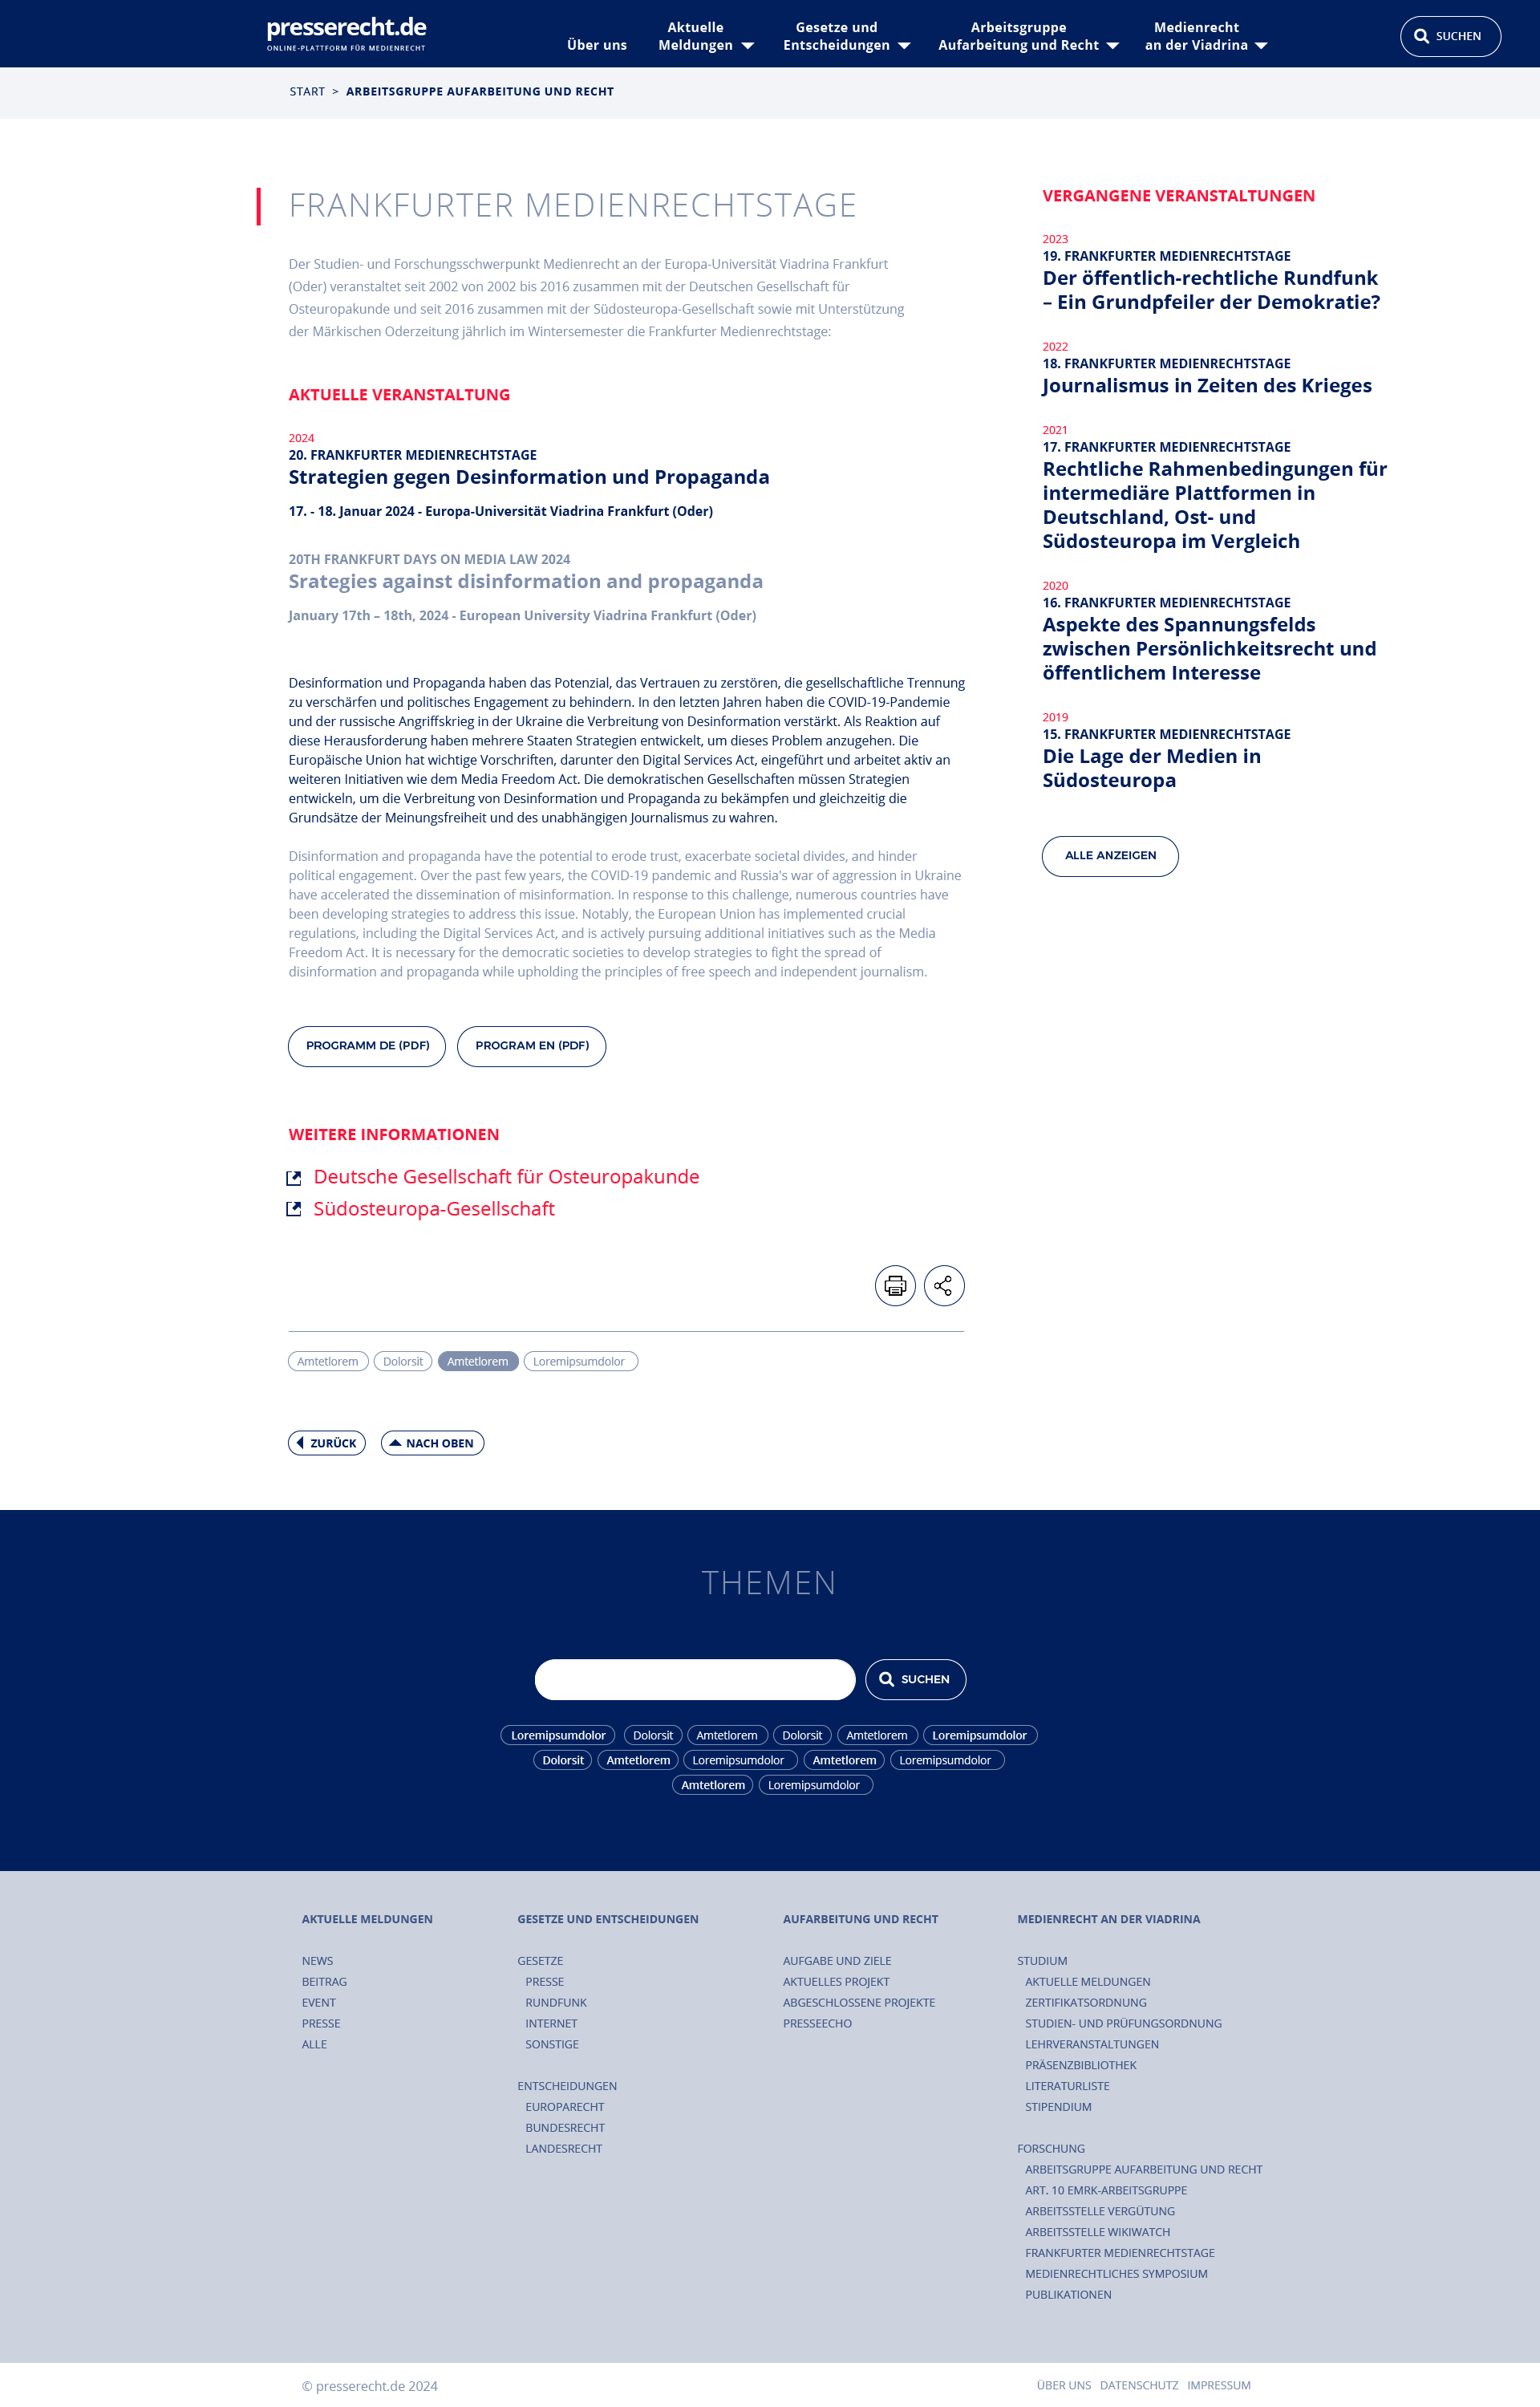 presserecht.de
ONLINE-PLATTFORM FÜR MEDIENRECHT
Über uns
Aktuelle
Meldungen
Gesetze und
Entscheidungen
Arbeitsgruppe
Aufarbeitung und Recht
Medienrecht
an der Viadrina
SUCHEN
START > ARBEITSGRUPPE AUFARBEITUNG UND RECHT
FRANKFURTER MEDIENRECHTSTAGE
Der Studien- und Forschungsschwerpunkt Medienrecht an der Europa-Universität Viadrina Frankfurt
(Oder) veranstaltet seit 2002 von 2002 bis 2016 zusammen mit der Deutschen Gesellschaft für
Osteuropakunde und seit 2016 zusammen mit der Südosteuropa-Gesellschaft sowie mit Unterstützung
der Märkischen Oderzeitung jährlich im Wintersemester die Frankfurter Medienrechtstage:
AKTUELLE VERANSTALTUNG
2024
20. FRANKFURTER MEDIENRECHTSTAGE
Strategien gegen Desinformation und Propaganda
17. - 18. Januar 2024 - Europa-Universität Viadrina Frankfurt (Oder)
20TH FRANKFURT DAYS ON MEDIA LAW 2024
Srategies against disinformation and propaganda
January 17th – 18th, 2024 - European University Viadrina Frankfurt (Oder)
Desinformation und Propaganda haben das Potenzial, das Vertrauen zu zerstören, die gesellschaftliche Trennung
zu verschärfen und politisches Engagement zu behindern. In den letzten Jahren haben die COVID-19-Pandemie
und der russische Angriffskrieg in der Ukraine die Verbreitung von Desinformation verstärkt. Als Reaktion auf
diese Herausforderung haben mehrere Staaten Strategien entwickelt, um dieses Problem anzugehen. Die
Europäische Union hat wichtige Vorschriften, darunter den Digital Services Act, eingeführt und arbeitet aktiv an
weiteren Initiativen wie dem Media Freedom Act. Die demokratischen Gesellschaften müssen Strategien
entwickeln, um die Verbreitung von Desinformation und Propaganda zu bekämpfen und gleichzeitig die
Grundsätze der Meinungsfreiheit und des unabhängigen Journalismus zu wahren.
Disinformation and propaganda have the potential to erode trust, exacerbate societal divides, and hinder
political engagement. Over the past few years, the COVID-19 pandemic and Russia's war of aggression in Ukraine
have accelerated the dissemination of misinformation. In response to this challenge, numerous countries have
been developing strategies to address this issue. Notably, the European Union has implemented crucial
regulations, including the Digital Services Act, and is actively pursuing additional initiatives such as the Media
Freedom Act. It is necessary for the democratic societies to develop strategies to fight the spread of
disinformation and propaganda while upholding the principles of free speech and independent journalism.
PROGRAMM DE (PDF)
PROGRAM EN (PDF)
WEITERE INFORMATIONEN
Deutsche Gesellschaft für Osteuropakunde
Südosteuropa-Gesellschaft
Amtetlorem Dolorsit Amtetlorem Loremipsumdolor
ZURÜCK
NACH OBEN
VERGANGENE VERANSTALTUNGEN
2023
19. FRANKFURTER MEDIENRECHTSTAGE
Der öffentlich-rechtliche Rundfunk
– Ein Grundpfeiler der Demokratie?
2022
18. FRANKFURTER MEDIENRECHTSTAGE
Journalismus in Zeiten des Krieges
2021
17. FRANKFURTER MEDIENRECHTSTAGE
Rechtliche Rahmenbedingungen für
intermediäre Plattformen in
Deutschland, Ost- und
Südosteuropa im Vergleich
2020
16. FRANKFURTER MEDIENRECHTSTAGE
Aspekte des Spannungsfelds
zwischen Persönlichkeitsrecht und
öffentlichem Interesse
2019
15. FRANKFURTER MEDIENRECHTSTAGE
Die Lage der Medien in
Südosteuropa
ALLE ANZEIGEN
THEMEN
SUCHEN
Loremipsumdolor Dolorsit Amtetlorem Dolorsit Amtetlorem Loremipsumdolor
Dolorsit Amtetlorem Loremipsumdolor Amtetlorem Loremipsumdolor
Amtetlorem Loremipsumdolor
AKTUELLE MELDUNGEN
NEWS
BEITRAG
EVENT
PRESSE
ALLE
GESETZE UND ENTSCHEIDUNGEN
GESETZE
PRESSE
RUNDFUNK
INTERNET
SONSTIGE
ENTSCHEIDUNGEN
EUROPARECHT
BUNDESRECHT
LANDESRECHT
AUFARBEITUNG UND RECHT
AUFGABE UND ZIELE
AKTUELLES PROJEKT
ABGESCHLOSSENE PROJEKTE
PRESSEECHO
MEDIENRECHT AN DER VIADRINA
STUDIUM
AKTUELLE MELDUNGEN
ZERTIFIKATSORDNUNG
STUDIEN- UND PRÜFUNGSORDNUNG
LEHRVERANSTALTUNGEN
PRÄSENZBIBLIOTHEK
LITERATURLISTE
STIPENDIUM
FORSCHUNG
ARBEITSGRUPPE AUFARBEITUNG UND RECHT
ART. 10 EMRK-ARBEITSGRUPPE
ARBEITSSTELLE VERGÜTUNG
ARBEITSSTELLE WIKIWATCH
FRANKFURTER MEDIENRECHTSTAGE
MEDIENRECHTLICHES SYMPOSIUM
PUBLIKATIONEN
© presserecht.de 2024
ÜBER UNS DATENSCHUTZ IMPRESSUM